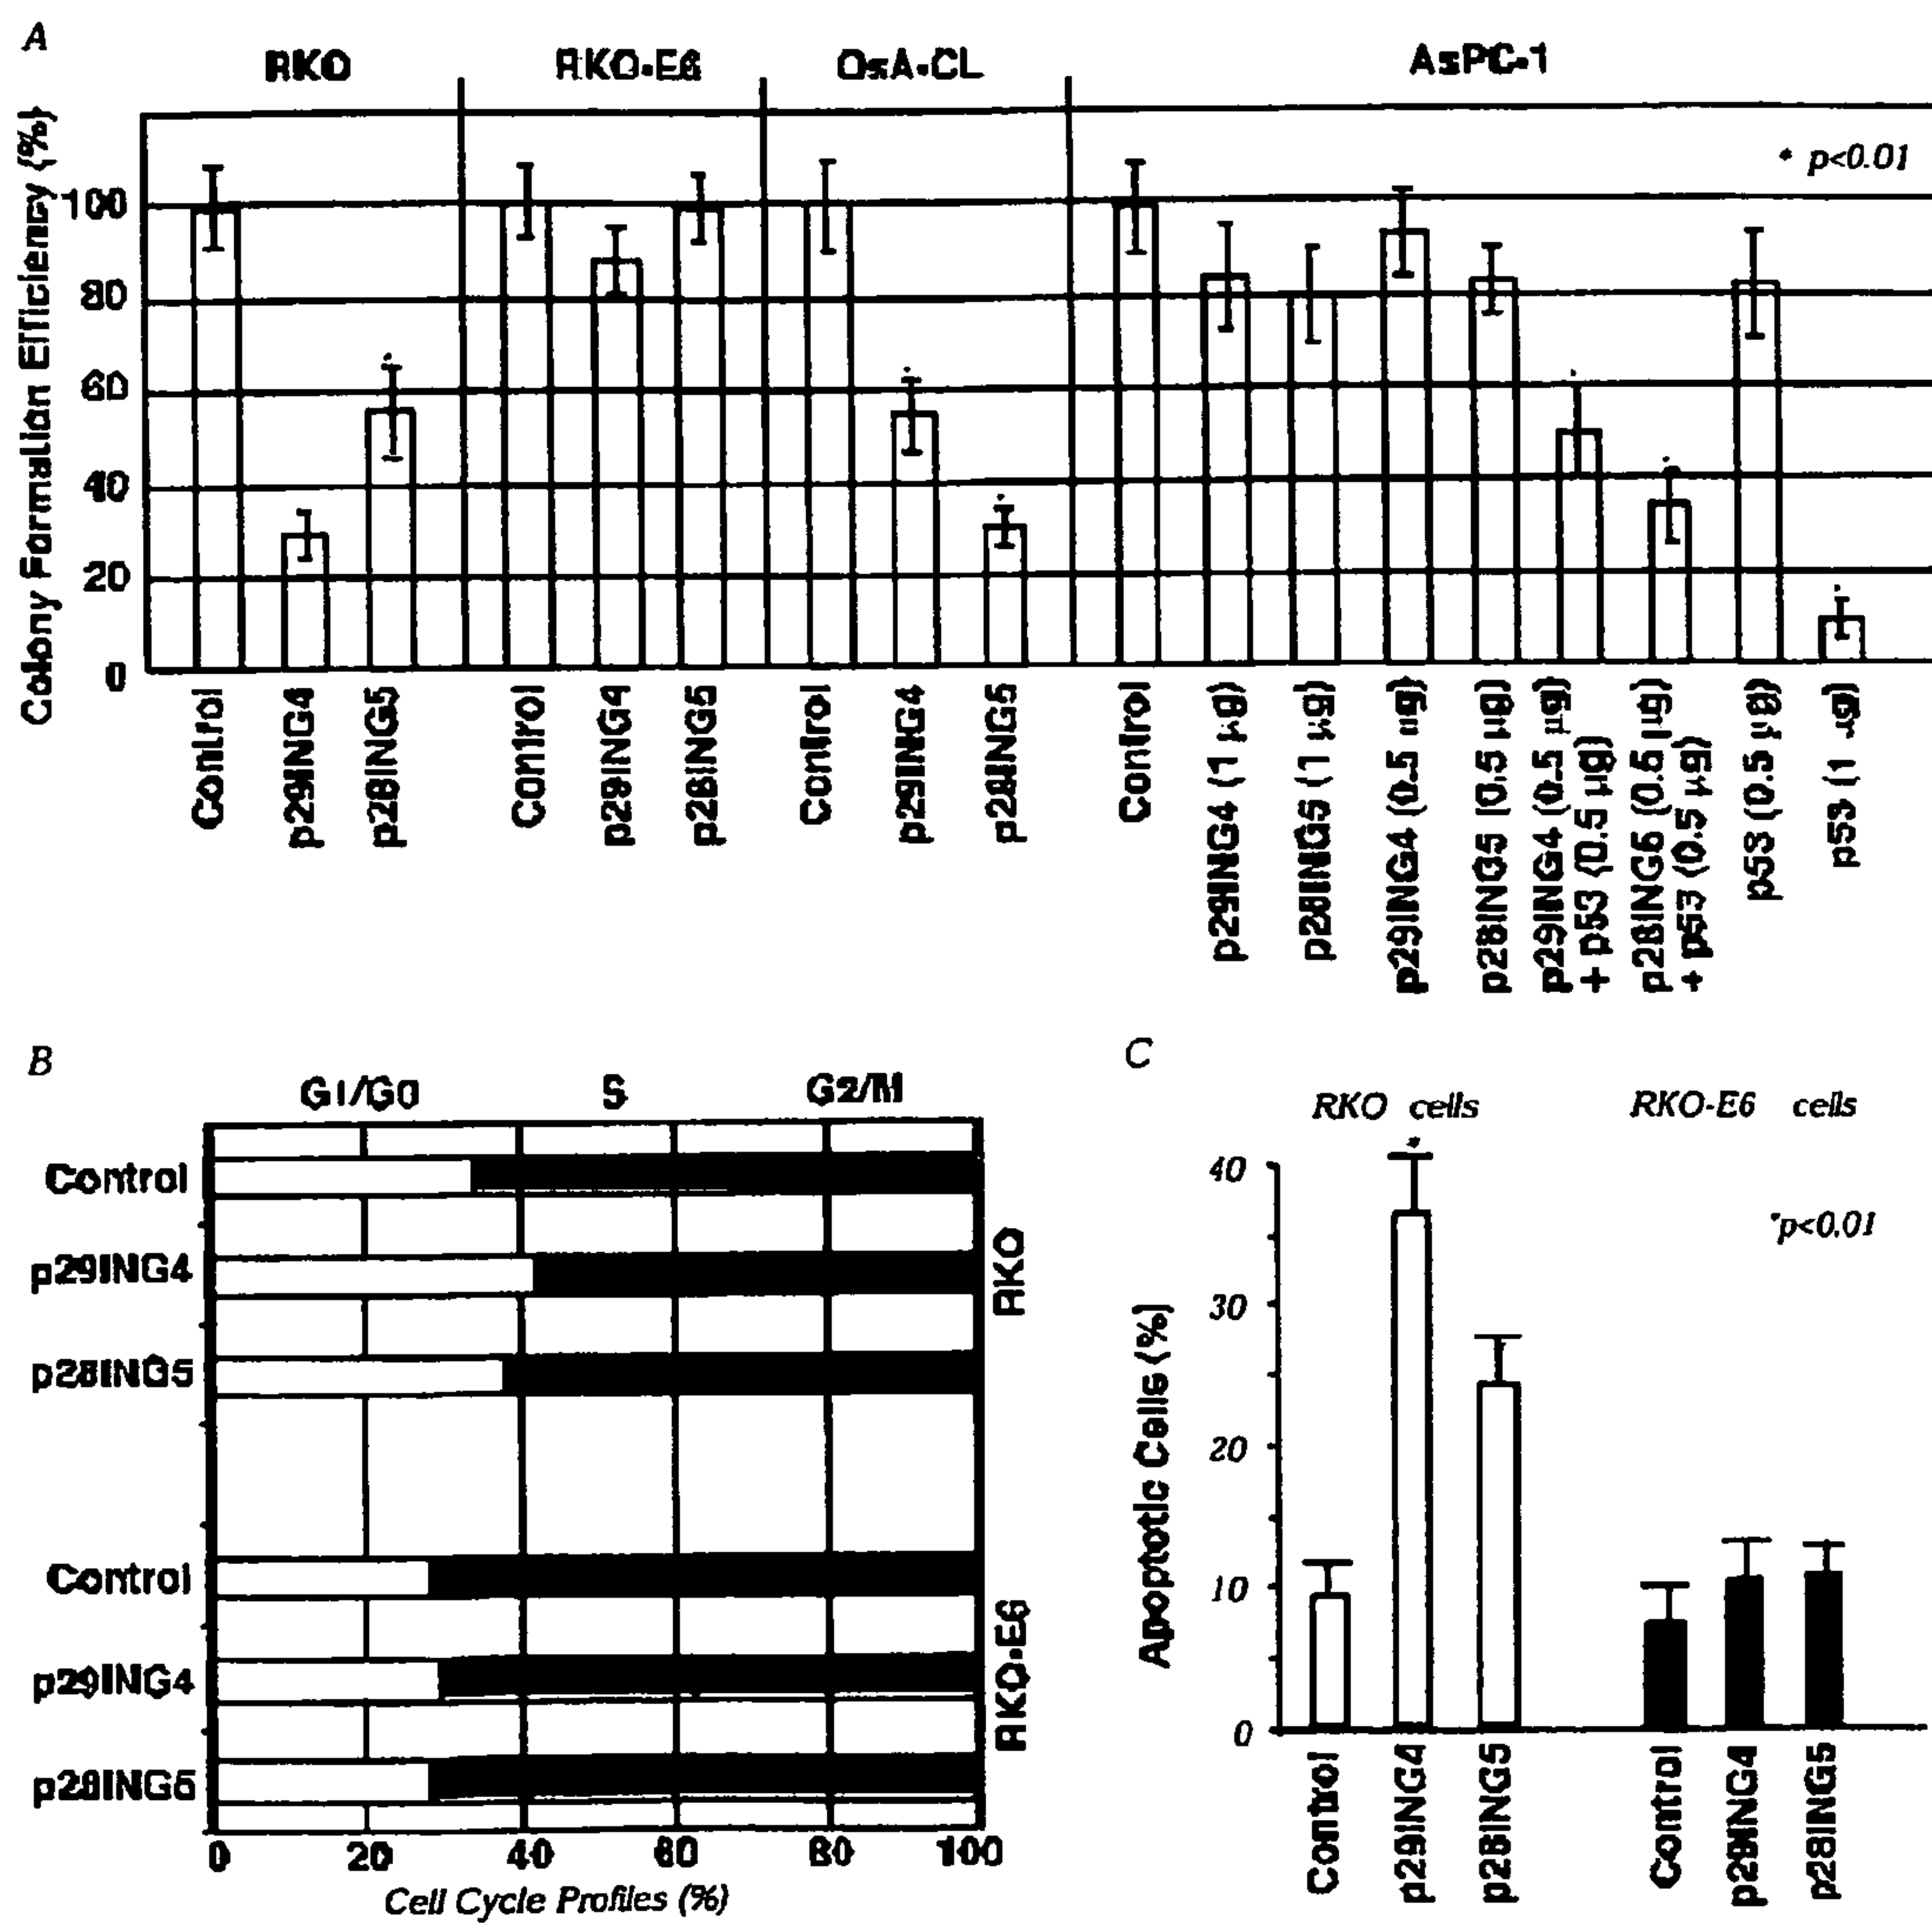 A
RKO RKO-E6 OsA-CL AsPC-1
Colony Formation Efficiency (%)
* p<0.01
100
80
60
40
20
0
Control
p29ING4
p28ING5
Control
p29ING4
p28ING5
Control
p29ING4
p28ING5
Control
p29ING4 (1 µg)
p28ING5 (1 µg)
p29ING4 (0.5 µg)
p28ING5 (0.5 µg)
p29ING4 (0.5 µg)
+ p53 (0.5 µg)
p28ING5 (0.5 µg)
+ p53 (0.5 µg)
p53 (0.5 µg)
p53 (1 µg)
B
G1/G0 S G2/M
Control
p29ING4
p28ING5
RKO
Control
p29ING4
p28ING5
RKO-E6
0 20 40 60 80 100
Cell Cycle Profiles (%)
C
RKO cells RKO-E6 cells
*
*p<0.01
Apoptotic Cells (%)
40
30
20
10
0
Control
p29ING4
p28ING5
Control
p29ING4
p28ING5